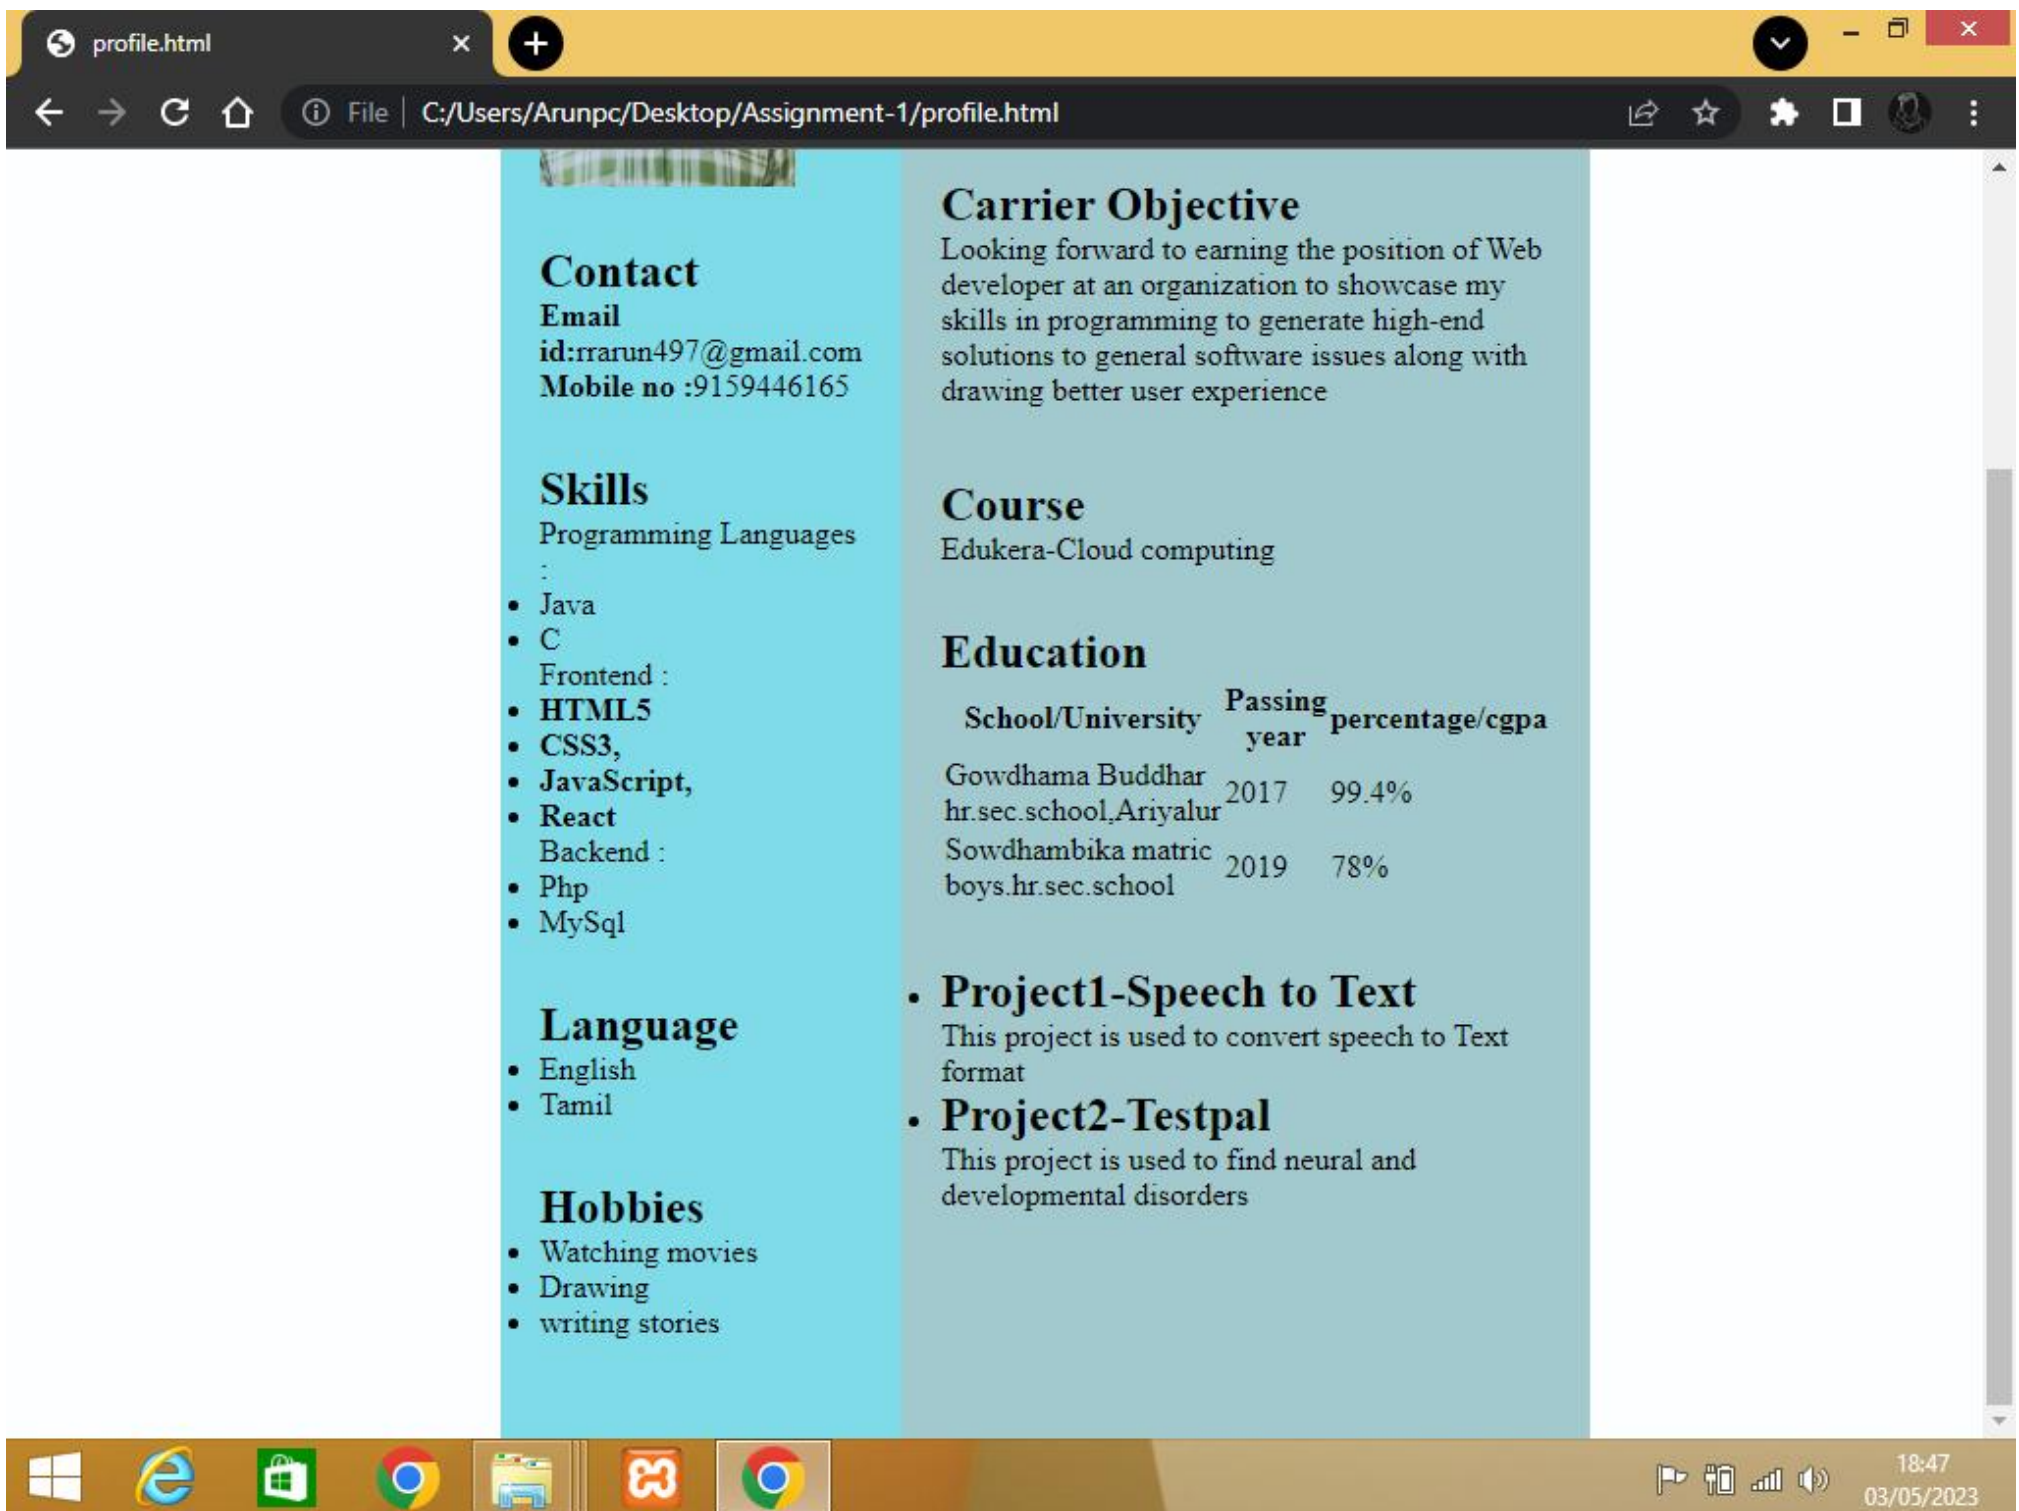 profile.html
File
C:/Users/Arunpc/Desktop/Assignment-1/profile.html
Contact
Email
id:rrarun497@gmail.com
Mobile no :9159446165
Skills
Programming Languages
:
Java
C
Frontend :
HTML5
CSS3,
JavaScript,
React
Backend :
Php
MySql
Language
English
Tamil
Hobbies
Watching movies
Drawing
writing stories
Carrier Objective
Looking forward to earning the position of Web
developer at an organization to showcase my
skills in programming to generate high-end
solutions to general software issues along with
drawing better user experience
Course
Edukera-Cloud computing
Education
School/University Passing year percentage/cgpa
Gowdhama Buddhar
hr.sec.school,Ariyalur 2017 99.4%
Sowdhambika matric
boys.hr.sec.school 2019 78%
Project1-Speech to Text
This project is used to convert speech to Text
format
Project2-Testpal
This project is used to find neural and
developmental disorders
18:47
03/05/2023